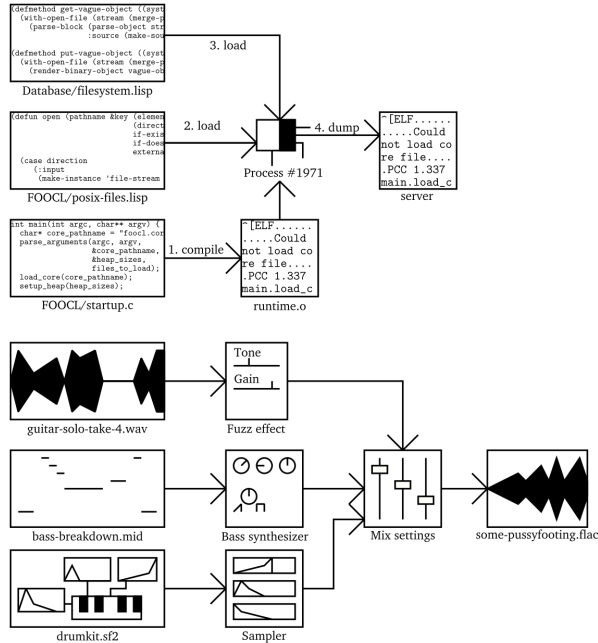 (defmethod get-vague-object ((syst
(with-open-file (stream (merge-p
(parse-block (parse-object str
:source (make-sou
(defmethod put-vague-object ((syst
(with-open-file (stream (merge-p
(render-binary-object vague-ob
Database/filesystem.lisp
3. load
(defun open (pathname &key (elemen
(direct
if-exis
if-does
externa
(case direction
(:input
(make-instance 'file-stream
FOOCL/posix-files.lisp
2. load
Process #1971
4. dump
^[ELF......
.....Could
not load co
re file....
.PCC 1.337
main.load_c
server
int main(int argc, char** argv) {
char* core_pathname = "foocl.cor
parse_arguments(argc, argv,
&core_pathname,
&heap_sizes,
files_to_load);
load_core(core_pathname);
setup_heap(heap_sizes);
FOOCL/startup.c
1. compile
^[ELF......
.....Could
not load co
re file....
.PCC 1.337
main.load_c
runtime.o
guitar-solo-take-4.wav
Tone
Gain
Fuzz effect
bass-breakdown.mid
Bass synthesizer
Mix settings
some-pussyfooting.flac
drumkit.sf2
Sampler